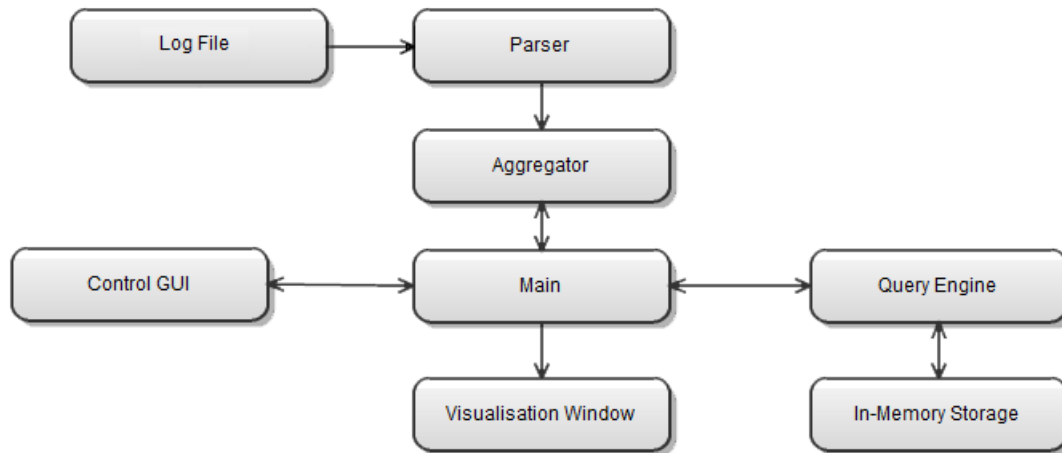 Log File
Parser
Aggregator
Control GUI
Main
Query Engine
Visualisation Window
In-Memory Storage